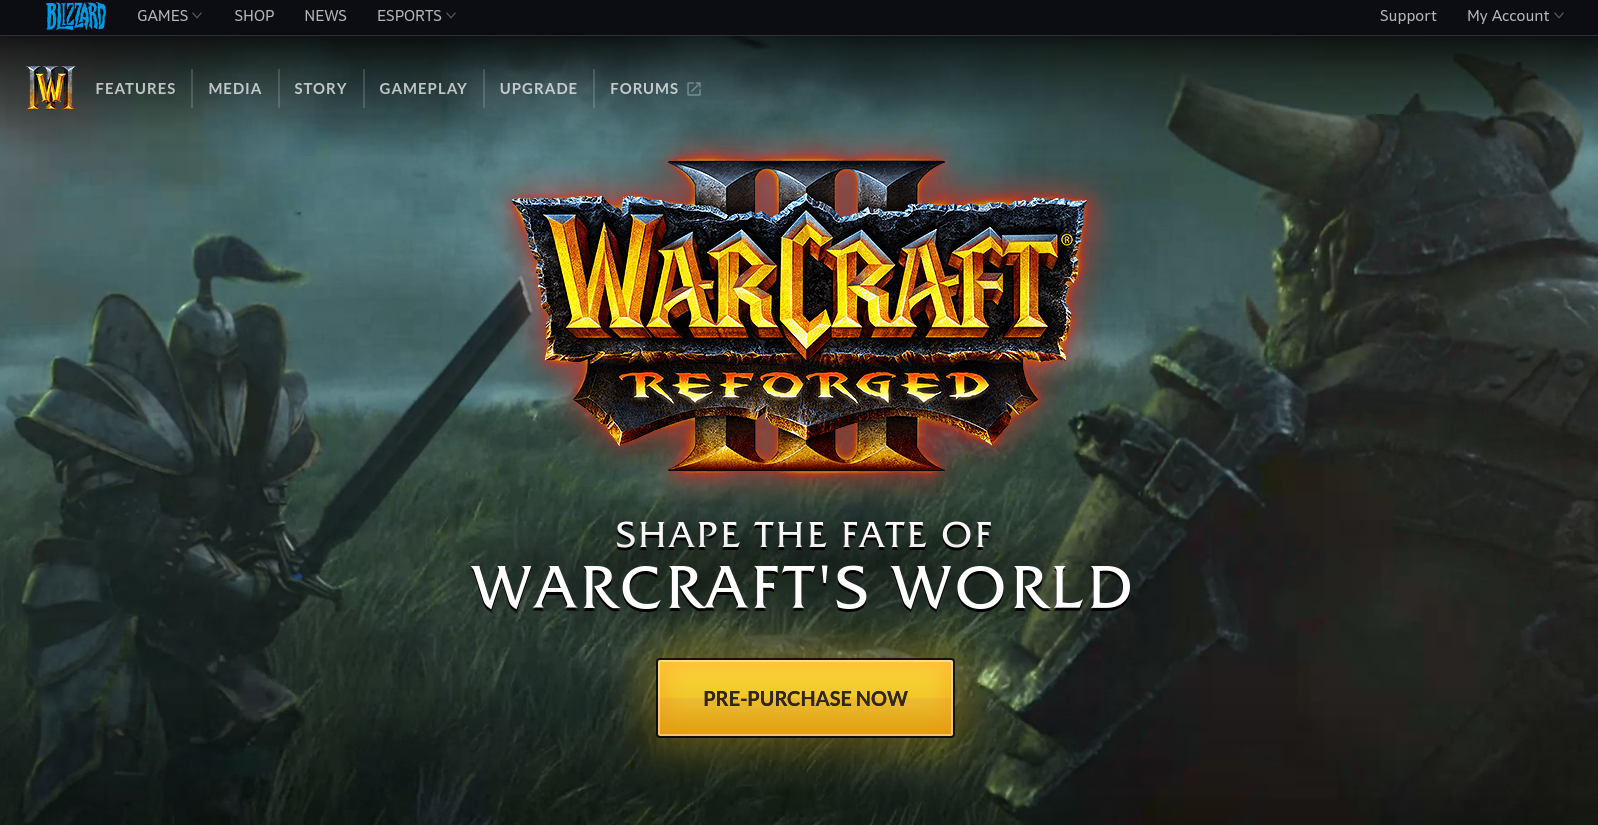 BLIZZARD GAMES SHOP NEWS ESPORTS Support My Account
W FEATURES MEDIA STORY GAMEPLAY UPGRADE FORUMS
III
WARCRAFT®
REFORGED
SHAPE THE FATE OF
WARCRAFT'S WORLD
PRE-PURCHASE NOW